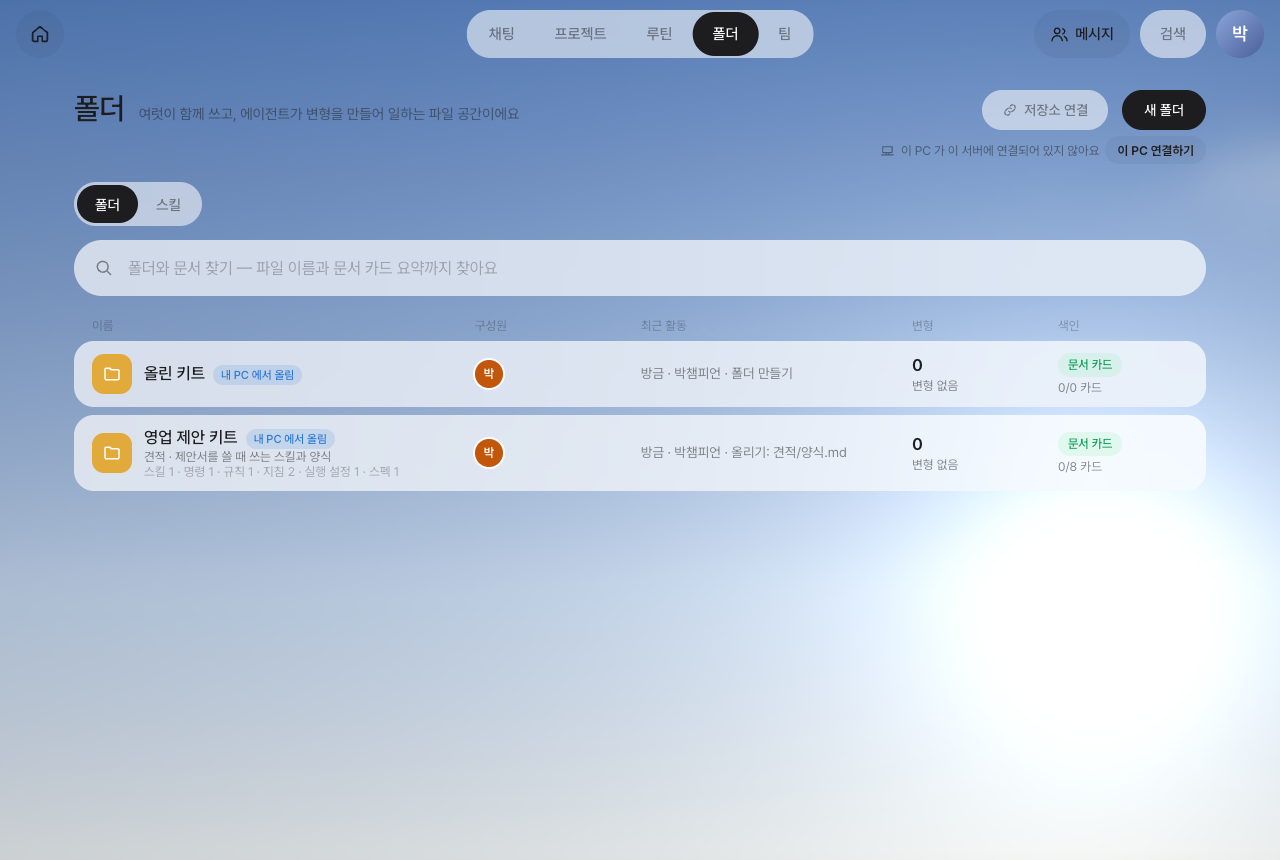 채팅 프로젝트 루틴 폴더 팀 메시지 검색 박
폴더 여럿이 함께 쓰고, 에이전트가 변형을 만들어 일하는 파일 공간이에요 저장소 연결 새 폴더
이 PC 가 이 서버에 연결되어 있지 않아요 이 PC 연결하기
폴더 스킬
폴더와 문서 찾기 — 파일 이름과 문서 카드 요약까지 찾아요
이름 구성원 최근 활동 변형 색인
올린 키트 내 PC 에서 올림 박 방금 · 박챔피언 · 폴더 만들기 0 문서 카드
변형 없음 0/0 카드
영업 제안 키트 내 PC 에서 올림 박 방금 · 박챔피언 · 올리기: 견적/양식.md 0 문서 카드
견적 · 제안서를 쓸 때 쓰는 스킬과 양식 변형 없음 0/8 카드
스킬 1 · 명령 1 · 규칙 1 · 지침 2 · 실행 설정 1 · 스펙 1